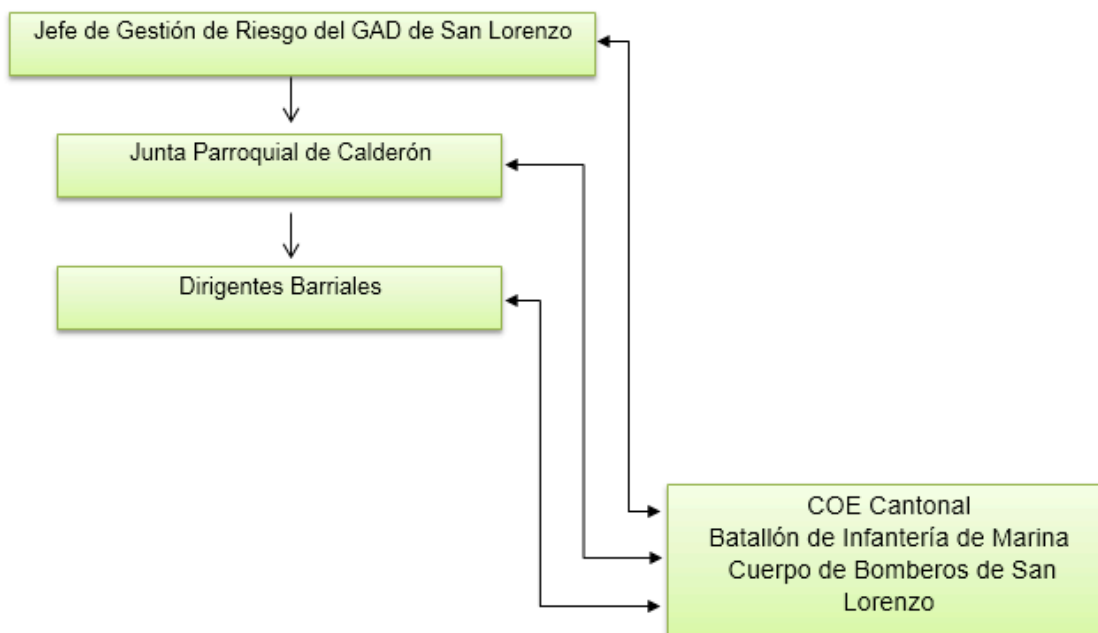 Jefe de Gestión de Riesgo del GAD de San Lorenzo
Junta Parroquial de Calderón
Dirigentes Barriales
COE Cantonal
Batallón de Infantería de Marina
Cuerpo de Bomberos de San
Lorenzo